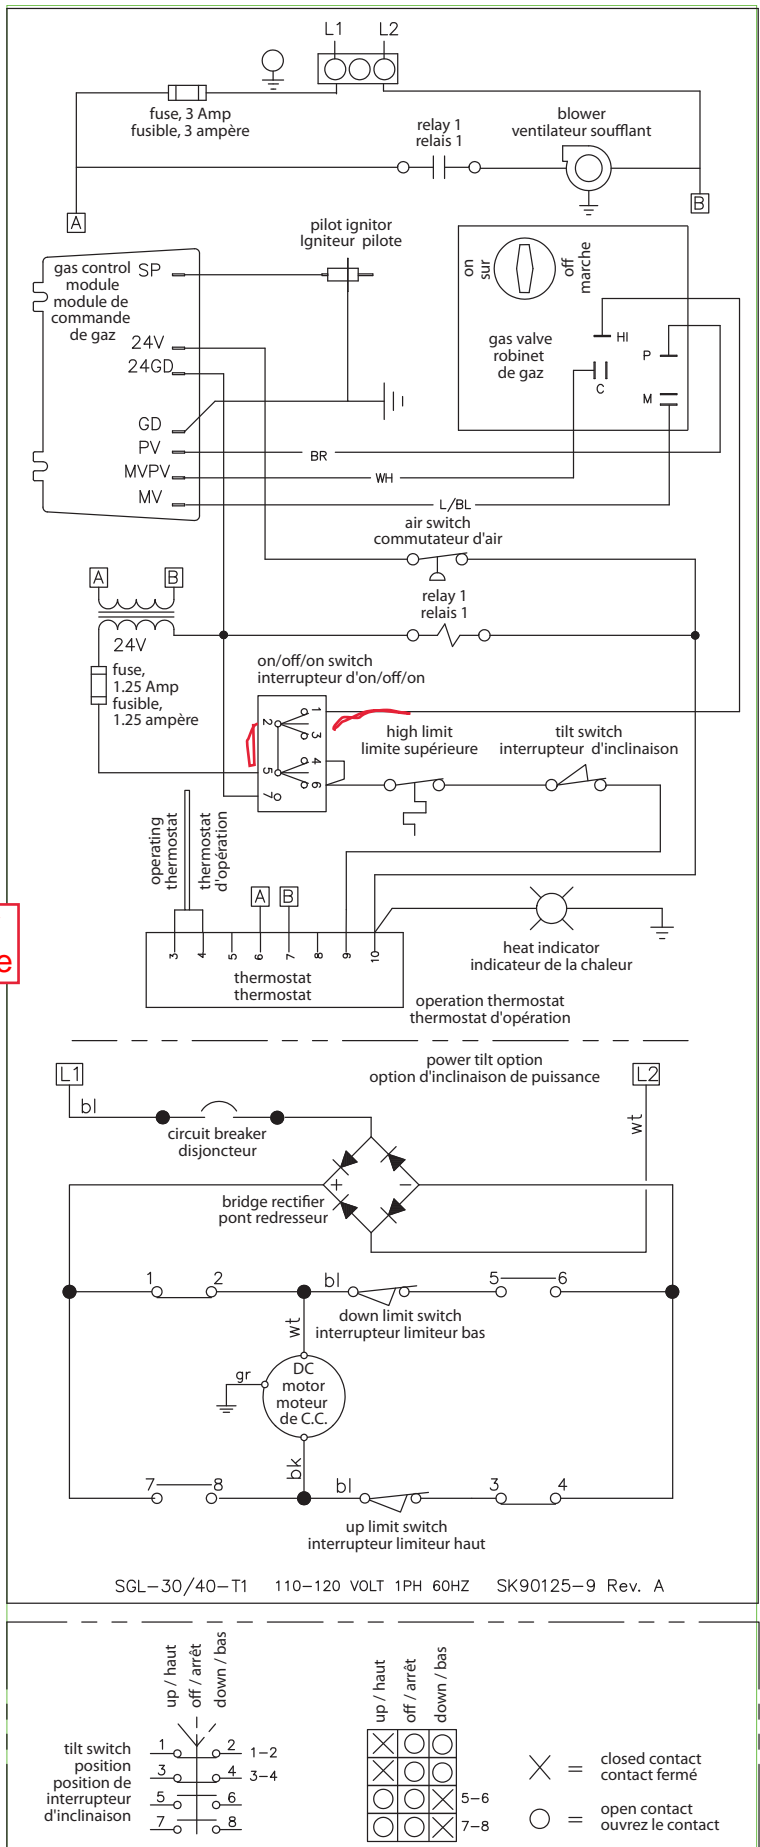 L1 L2
fuse, 3 Amp
fusible, 3 ampère
relay 1
relais 1
blower
ventilateur soufflant
A
B
pilot ignitor
Igniteur pilote
gas control
module
module de
commande
de gaz
SP
24V
24GD
GD
PV
MVPV
MV
on
sur
off
marche
gas valve
robinet
de gaz
HI
P
C
M
BR
WH
L/BL
air switch
commutateur d'air
A B
24V
relay 1
relais 1
fuse,
1.25 Amp
fusible,
1.25 ampère
on/off/on switch
interrupteur d'on/off/on
1
2
3
4
5
6
7
high limit
limite supérieure
tilt switch
interrupteur d'inclinaison
operating
thermostat
thermostat
d'opération
A B
3 4 5 6 7 8 9 10
thermostat
thermostat
heat indicator
indicateur de la chaleur
e
operation thermostat
thermostat d'opération
power tilt option
option d'inclinaison de puissance
L1
L2
bl
wt
circuit breaker
disjoncteur
bridge rectifier
pont redresseur
+ −
1 2 bl 5 6
down limit switch
interrupteur limiteur bas
wt
gr
DC
motor
moteur
de C.C.
bk
7 8 bl 3 4
up limit switch
interrupteur limiteur haut
SGL-30/40-T1 110-120 VOLT 1PH 60HZ SK90125-9 Rev. A
up / haut
off / arrêt
down / bas
up / haut
off / arrêt
down / bas
tilt switch
position
position de
interrupteur
d'inclinaison
1 2 1-2
3 4 3-4
5 6
7 8
5-6
7-8
= closed contact
contact fermé
= open contact
ouvrez le contact